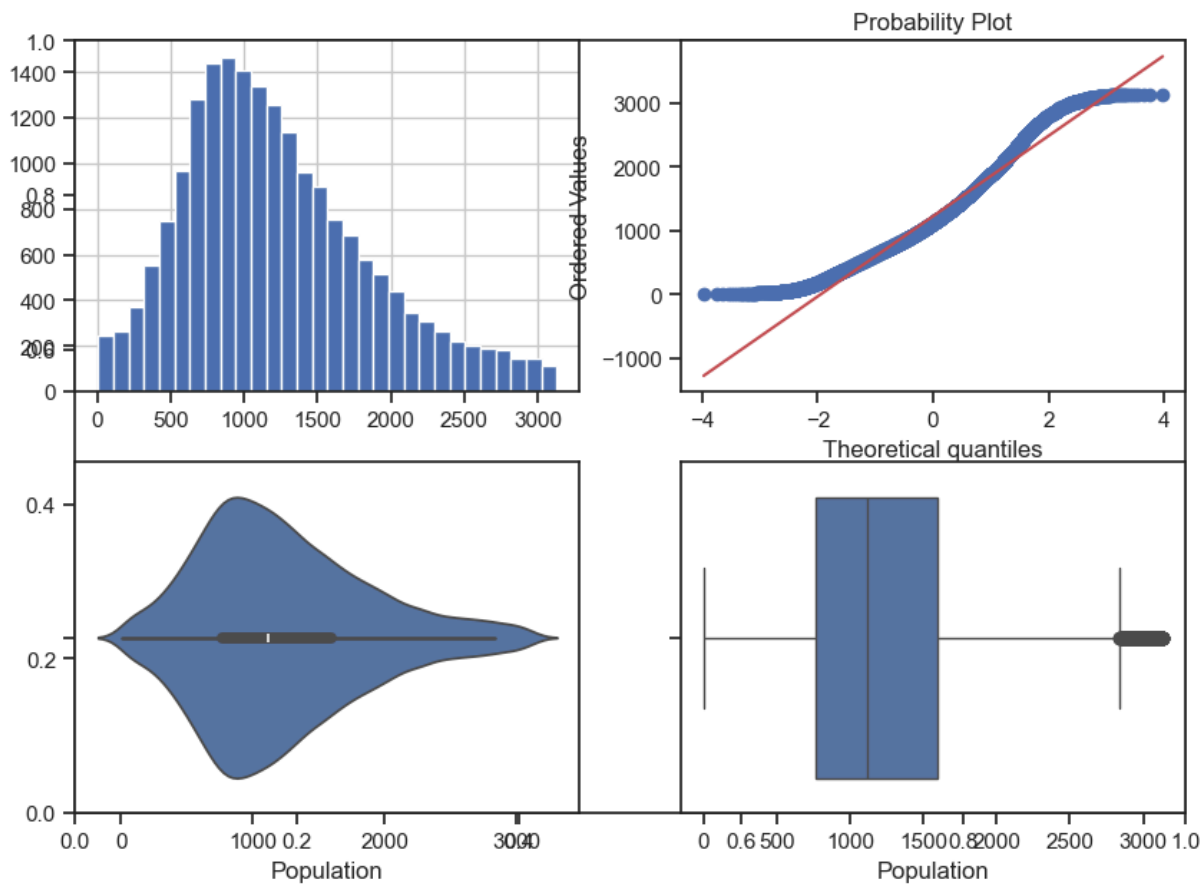 Probability Plot
1.0
1400
1200
1000
0.8
800
600
400
200
0.6
0
0 500 1000 1500 2000 2500 3000
Ordered Values
3000
2000
1000
0
−1000
−4 −2 0 2 4
Theoretical quantiles
0.4
0.2
0.0
0.0 0 1000 0.2 2000 3000 0.4
Population
0 0.6 500 1000 1500 0.8 2000 2500 3000 1.0
Population